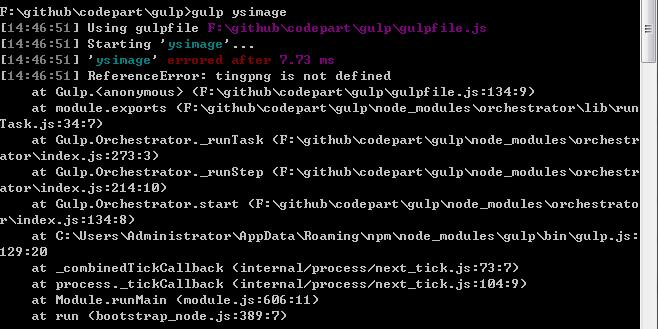 F:\github\codepart\gulp>gulp ysimage
[14:46:51] Using gulpfile F:\github\codepart\gulp\gulpfile.js
[14:46:51] Starting 'ysimage'...
[14:46:51] 'ysimage' errored after 7.73 ms
[14:46:51] ReferenceError: tingpng is not defined
    at Gulp.<anonymous> (F:\github\codepart\gulp\gulpfile.js:134:9)
    at module.exports (F:\github\codepart\gulp\node_modules\orchestrator\lib\run
Task.js:34:7)
    at Gulp.Orchestrator._runTask (F:\github\codepart\gulp\node_modules\orchestr
ator\index.js:273:3)
    at Gulp.Orchestrator._runStep (F:\github\codepart\gulp\node_modules\orchestr
ator\index.js:214:10)
    at Gulp.Orchestrator.start (F:\github\codepart\gulp\node_modules\orchestrato
r\index.js:134:8)
    at C:\Users\Administrator\AppData\Roaming\npm\node_modules\gulp\bin\gulp.js:
129:20
    at _combinedTickCallback (internal/process/next_tick.js:73:7)
    at process._tickCallback (internal/process/next_tick.js:104:9)
    at Module.runMain (module.js:606:11)
    at run (bootstrap_node.js:389:7)